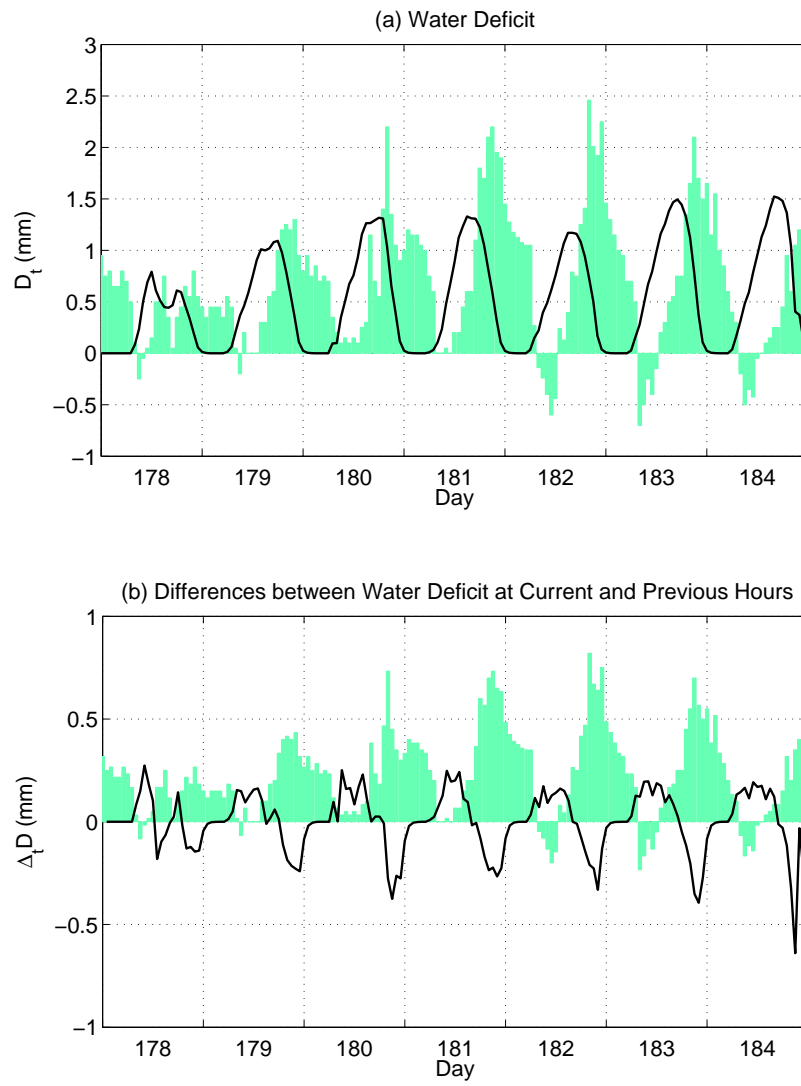 (a) Water Deficit
3
2.5
2
1.5
1
0.5
0
−0.5
−1
D_t (mm)
178 179 180 181 182 183 184
Day
(b) Differences between Water Deficit at Current and Previous Hours
1
0.5
0
−0.5
−1
Δ_tD (mm)
178 179 180 181 182 183 184
Day